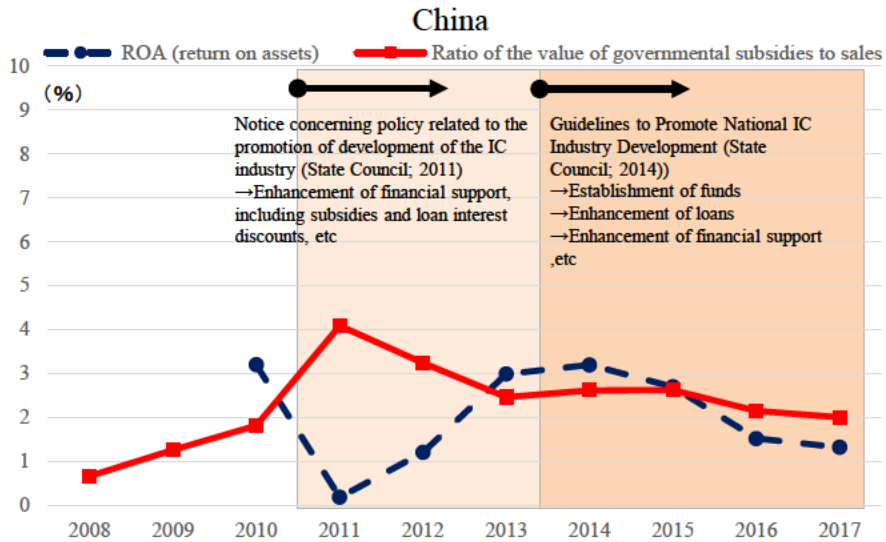 China
ROA (return on assets)
Ratio of the value of governmental subsidies to sales
10
(%)
9
8
7
6
5
4
3
2
1
0
Notice concerning policy related to the
promotion of development of the IC
industry (State Council; 2011)
→Enhancement of financial support,
including subsidies and loan interest
discounts, etc
Guidelines to Promote National IC
Industry Development (State
Council; 2014))
→Establishment of funds
→Enhancement of loans
→Enhancement of financial support
,etc
2008 2009 2010 2011 2012 2013 2014 2015 2016 2017